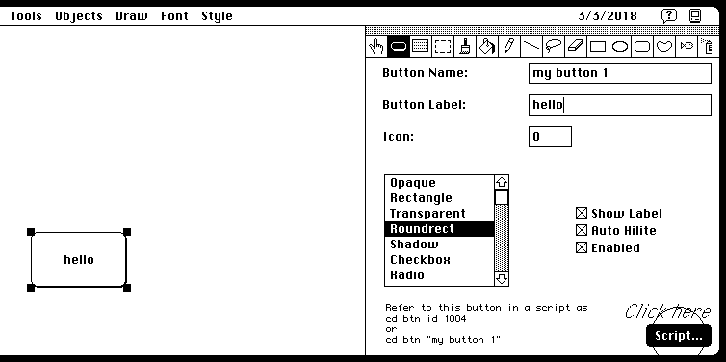 Tools Objects Draw Font Style 3/3/2018
Button Name: my button 1
Button Label: hello
Icon: 0
Opaque
Rectangle
Transparent
Roundrect
Shadow
Checkbox
Radio
Show Label
Auto Hilite
Enabled
hello
Refer to this button in a script as
cd btn id 1004
or
cd btn "my button 1"
Click here
Script...